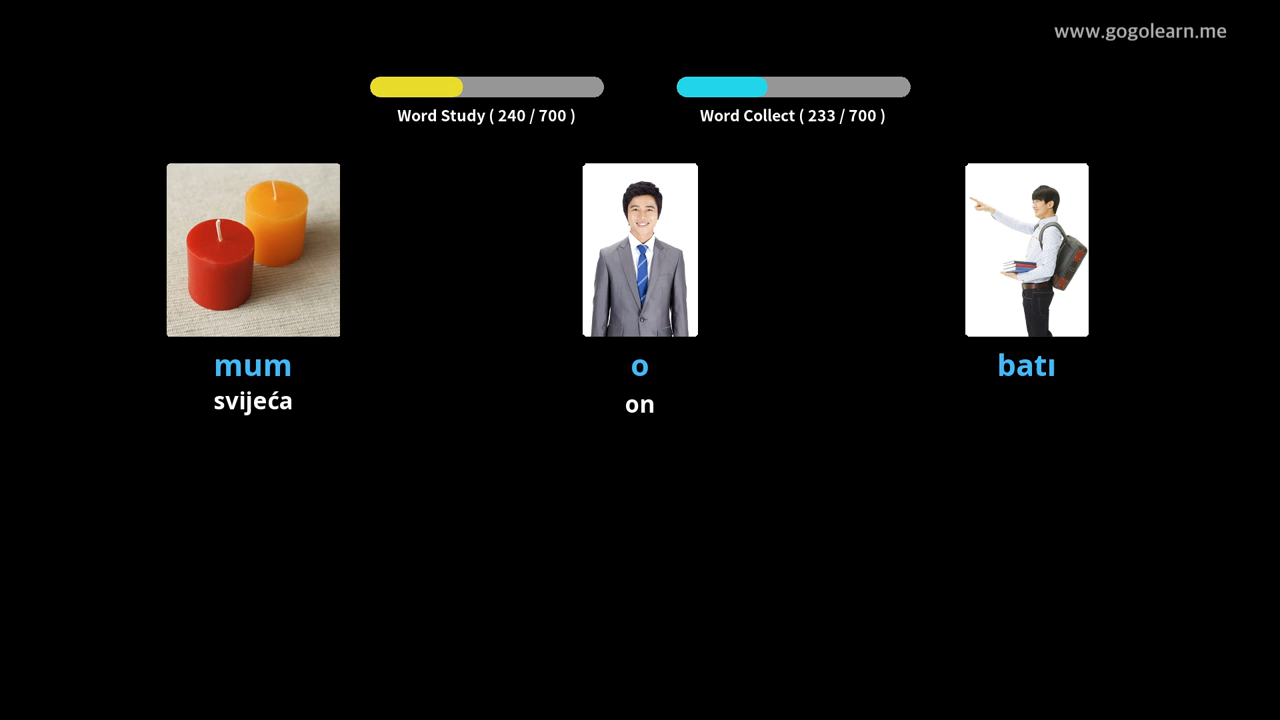 www.gogolearn.me
Word Study ( 240 / 700 )
Word Collect ( 233 / 700 )
mum
svijeća
o
on
batı